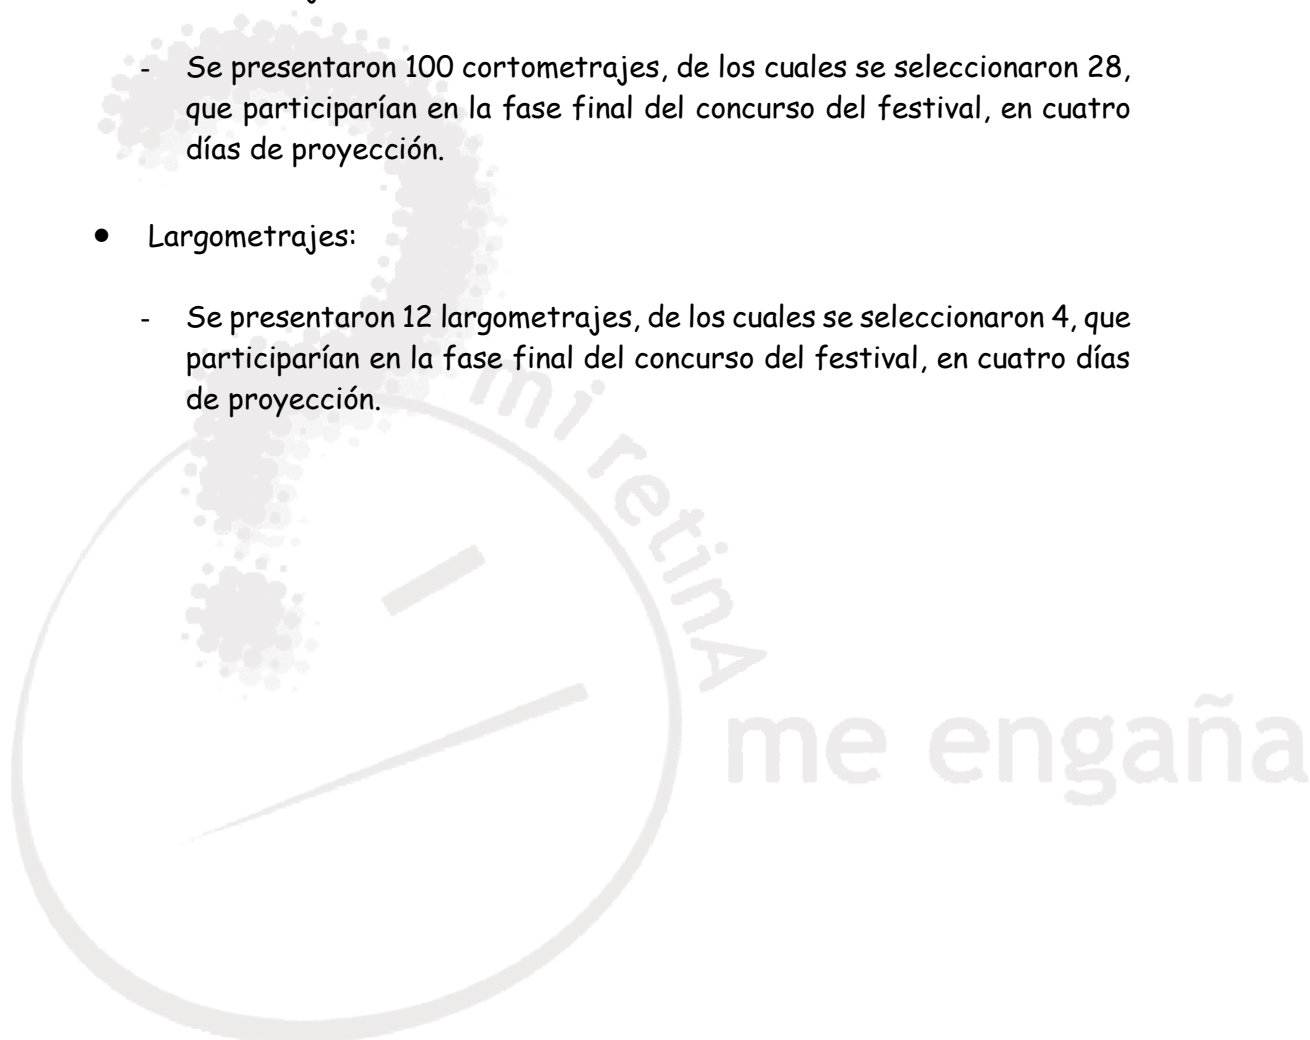 - Se presentaron 100 cortometrajes, de los cuales se seleccionaron 28,
que participarían en la fase final del concurso del festival, en cuatro
días de proyección.
• Largometrajes:
- Se presentaron 12 largometrajes, de los cuales se seleccionaron 4, que
participarían en la fase final del concurso del festival, en cuatro días
de proyección.
mi retinA
me engaña